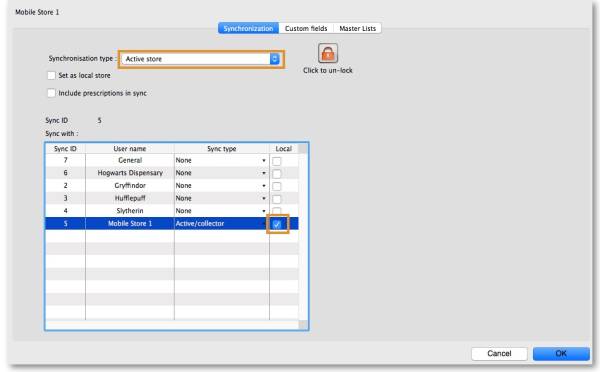 Mobile Store 1
Synchronization Custom fields Master Lists
Synchronisation type : Active store
Click to un-lock
Set as local store
Include prescriptions in sync
Sync ID 5
Sync with :
Sync ID User name Sync type Local
7 General None
6 Hogwarts Dispensary None
2 Gryffindor None
3 Hufflepuff None
4 Slytherin None
5 Mobile Store 1 Active/collector
Cancel OK